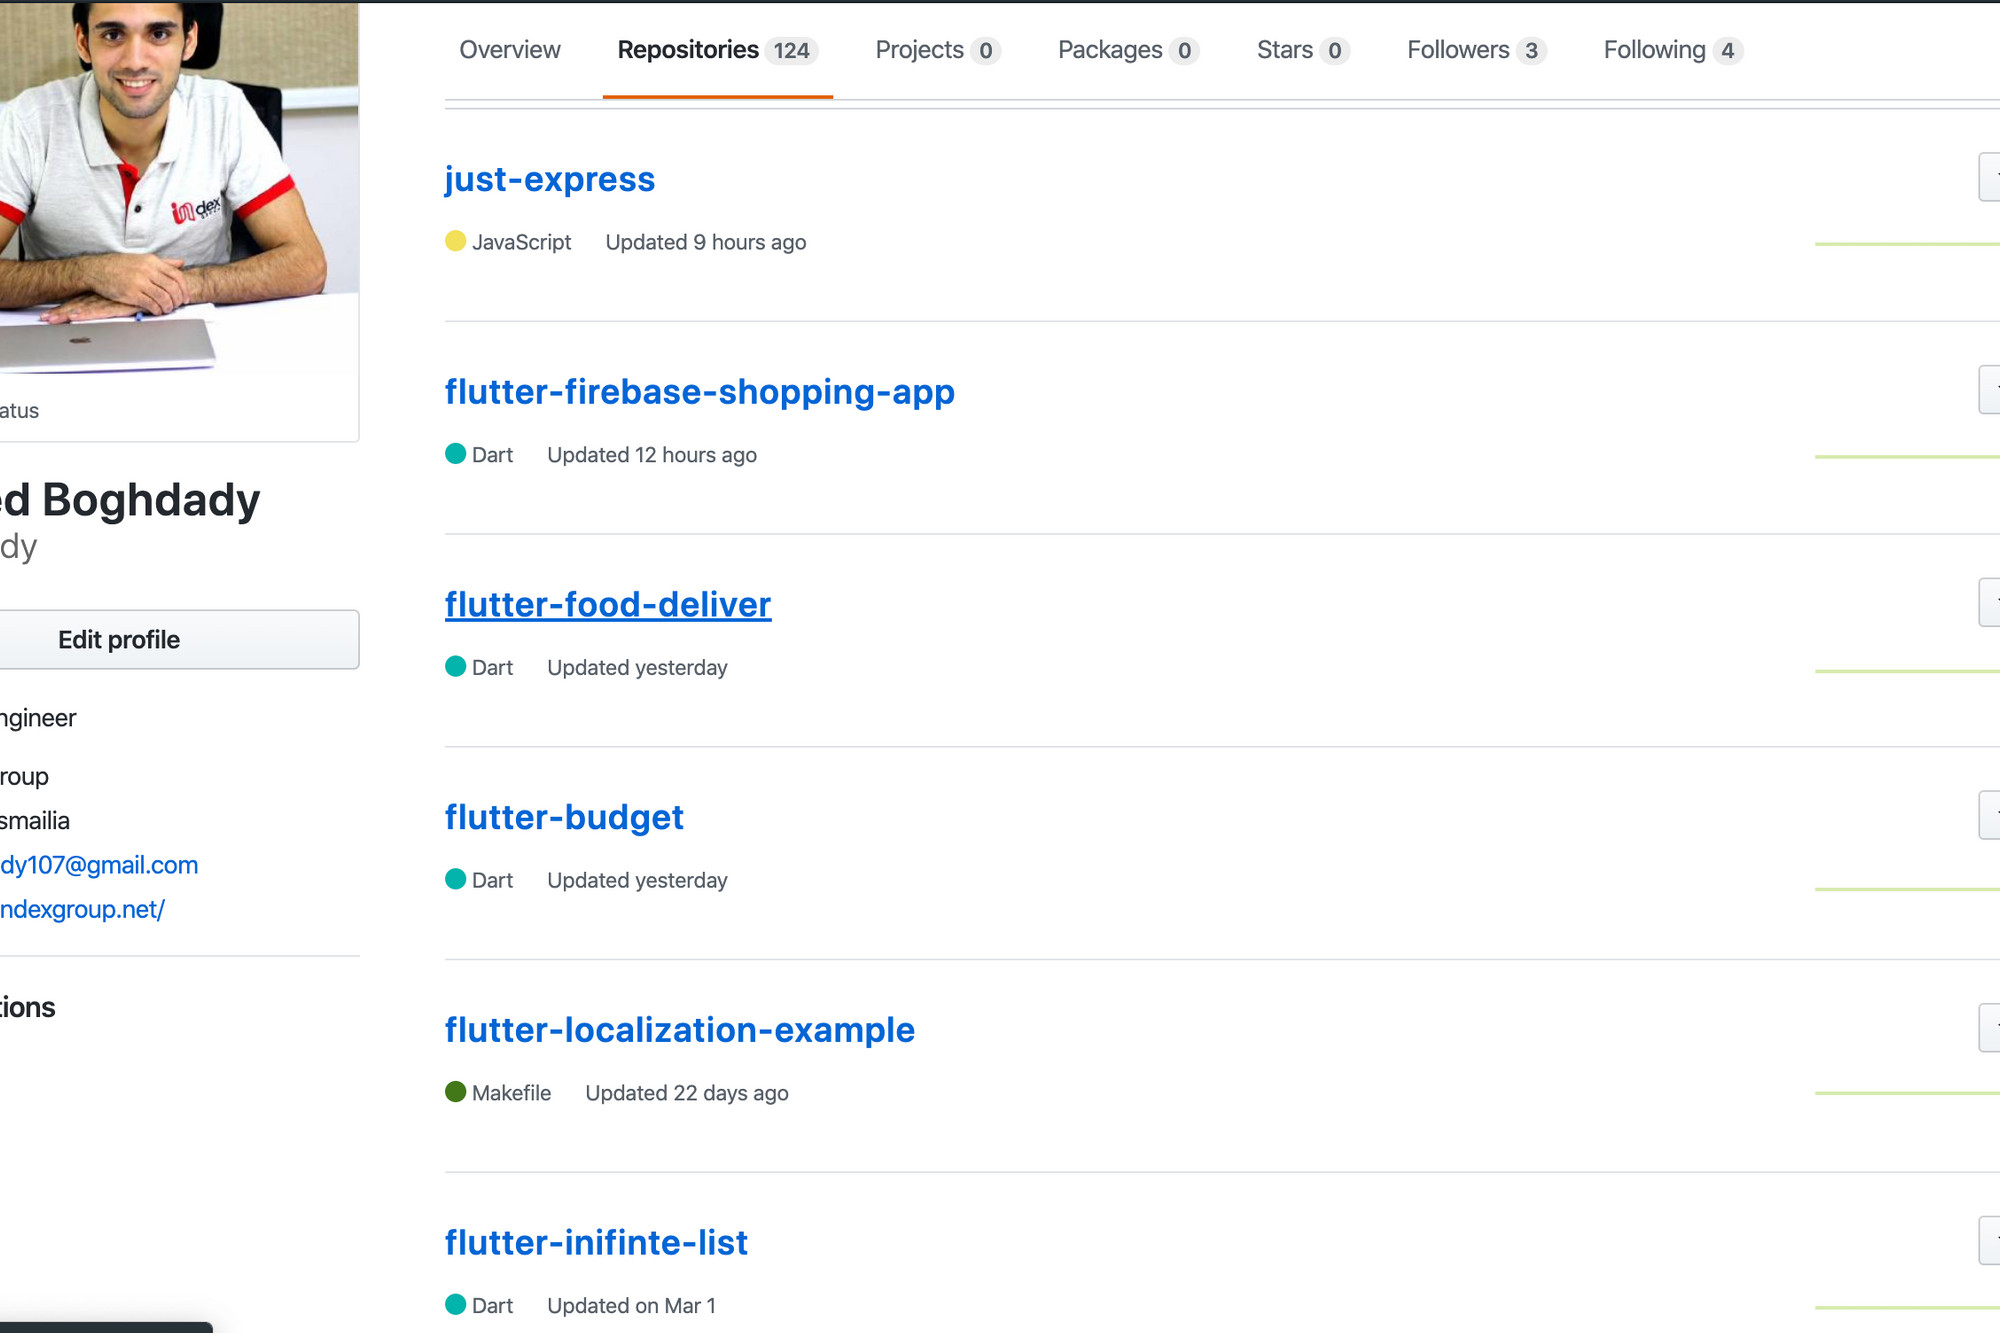 Overview Repositories 124 Projects 0 Packages 0 Stars 0 Followers 3 Following 4
index
atus
ed Boghdady
dy
Edit profile
ngineer
roup
smailia
dy107@gmail.com
ndexgroup.net/
tions
just-express
JavaScript Updated 9 hours ago
flutter-firebase-shopping-app
Dart Updated 12 hours ago
flutter-food-deliver
Dart Updated yesterday
flutter-budget
Dart Updated yesterday
flutter-localization-example
Makefile Updated 22 days ago
flutter-inifinte-list
Dart Updated on Mar 1